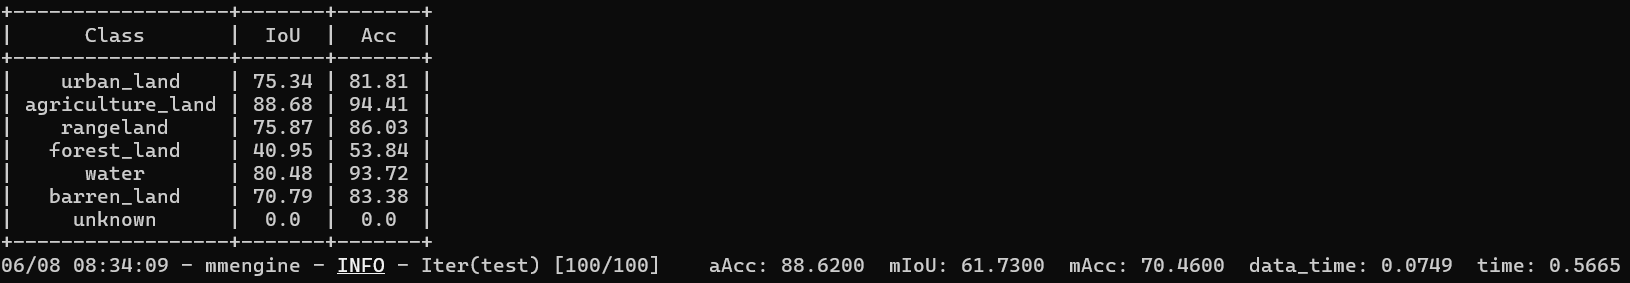 +------------------+-------+-------+
|      Class       |  IoU  |  Acc  |
+------------------+-------+-------+
|    urban_land    | 75.34 | 81.81 |
| agriculture_land | 88.68 | 94.41 |
|    rangeland     | 75.87 | 86.03 |
|   forest_land    | 40.95 | 53.84 |
|      water       | 80.48 | 93.72 |
|   barren_land    | 70.79 | 83.38 |
|     unknown      |  0.0  |  0.0  |
+------------------+-------+-------+
06/08 08:34:09 - mmengine - INFO - Iter(test) [100/100]    aAcc: 88.6200  mIoU: 61.7300  mAcc: 70.4600  data_time: 0.0749  time: 0.5665